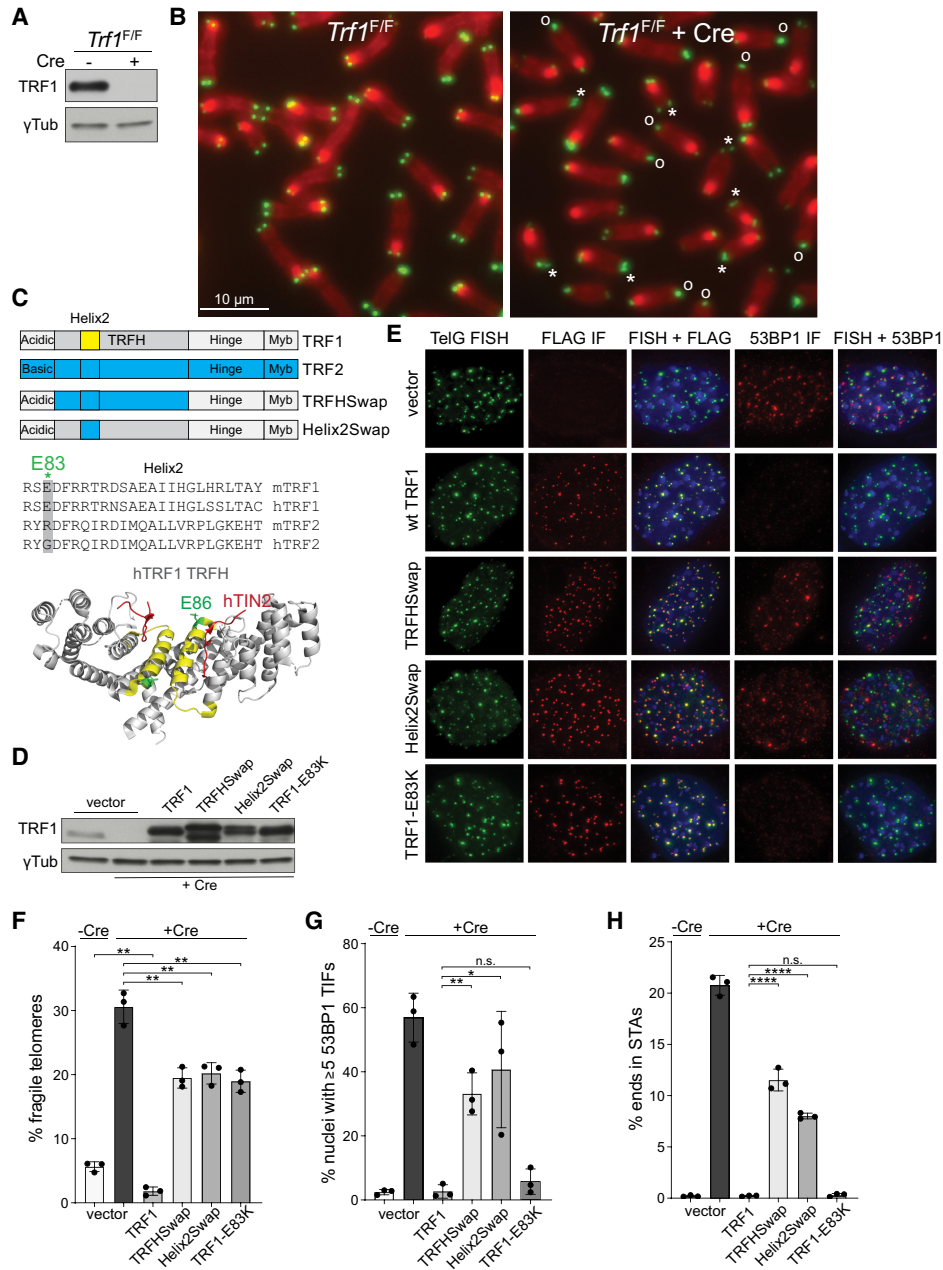 A
Trf1F/F
Cre - +
TRF1
γTub
B
Trf1F/F
10 µm
Trf1F/F + Cre
o
o
*
*
o
*
o
*
o
*
*
*
o
o
C
Helix2
Acidic TRFH Hinge Myb TRF1
Basic Hinge Myb TRF2
Acidic Hinge Myb TRFHSwap
Acidic Hinge Myb Helix2Swap
E83 Helix2
*
RSEDFRRTRDSAEAIIHGLHRLTAY mTRF1
RSEDFRRTRNSAEAIIHGLSSLTAC hTRF1
RYRDFRQIRDIMQALLVRPLGKEHT mTRF2
RYGDFRQIRDIMQALLVRPLGKEHT hTRF2
hTRF1 TRFH
E86 hTIN2
D
vector TRF1 TRFHSwap Helix2Swap TRF1-E83K
TRF1
γTub
+ Cre
E
TelG FISH FLAG IF FISH + FLAG 53BP1 IF FISH + 53BP1
vector
wt TRF1
TRFHSwap
Helix2Swap
TRF1-E83K
F
-Cre +Cre
% fragile telomeres
40
30
20
10
0
**
**
**
**
vector TRF1 TRFHSwap Helix2Swap TRF1-E83K
G
-Cre +Cre
% nuclei with ≥5 53BP1 TIFs
80
60
40
20
0
n.s.
*
**
vector TRF1 TRFHSwap Helix2Swap TRF1-E83K
H
-Cre +Cre
% ends in STAs
25
20
15
10
5
0
n.s.
****
****
vector TRF1 TRFHSwap Helix2Swap TRF1-E83K